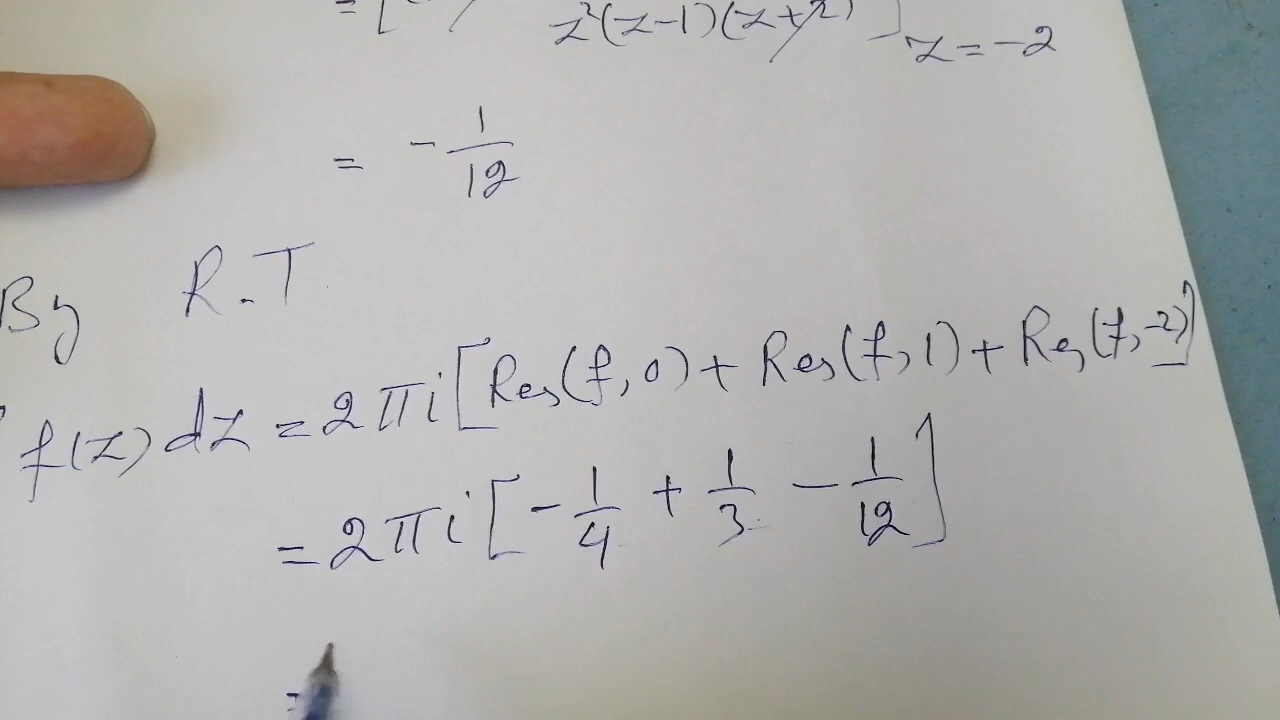 = [ z²(z-1)(z+2) ] z=-2
= - 1/12
By R.T
f(z) dz = 2πi [Res(f,0) + Res(f,1) + Res(f,-2)]
= 2πi [ - 1/4 + 1/3 - 1/12 ]
=